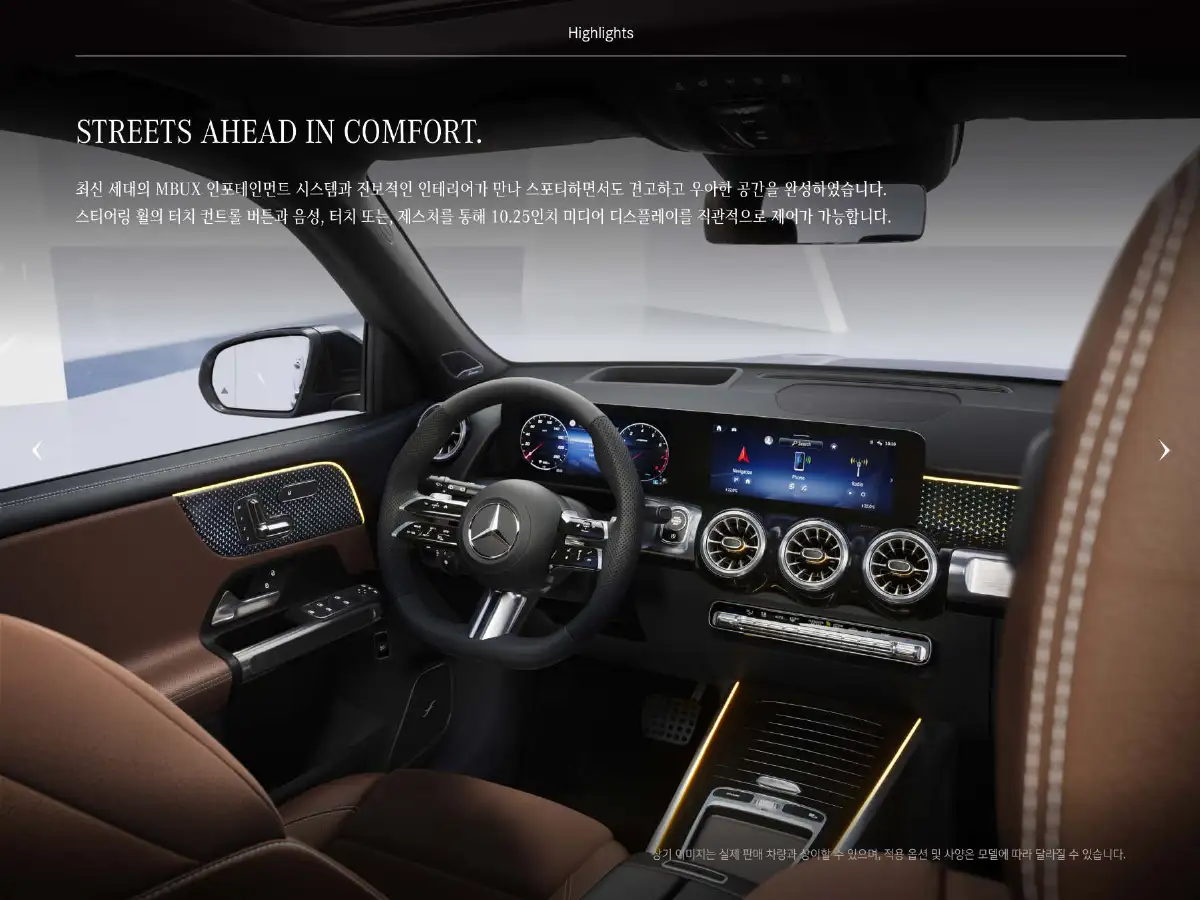 Highlights
STREETS AHEAD IN COMFORT.
최신 세대의 MBUX 인포테인먼트 시스템과 진보적인 인테리어가 만나 스포티하면서도 견고하고 우아한 공간을 완성하였습니다.
스티어링 휠의 터치 컨트롤 버튼과 음성, 터치 또는, 제스처를 통해 10.25인치 미디어 디스플레이를 직관적으로 제어가 가능합니다.
Search
Navigation
Phone
Radio
상기 이미지는 실제 판매 차량과 상이할 수 있으며, 적용 옵션 및 사양은 모델에 따라 달라질 수 있습니다.